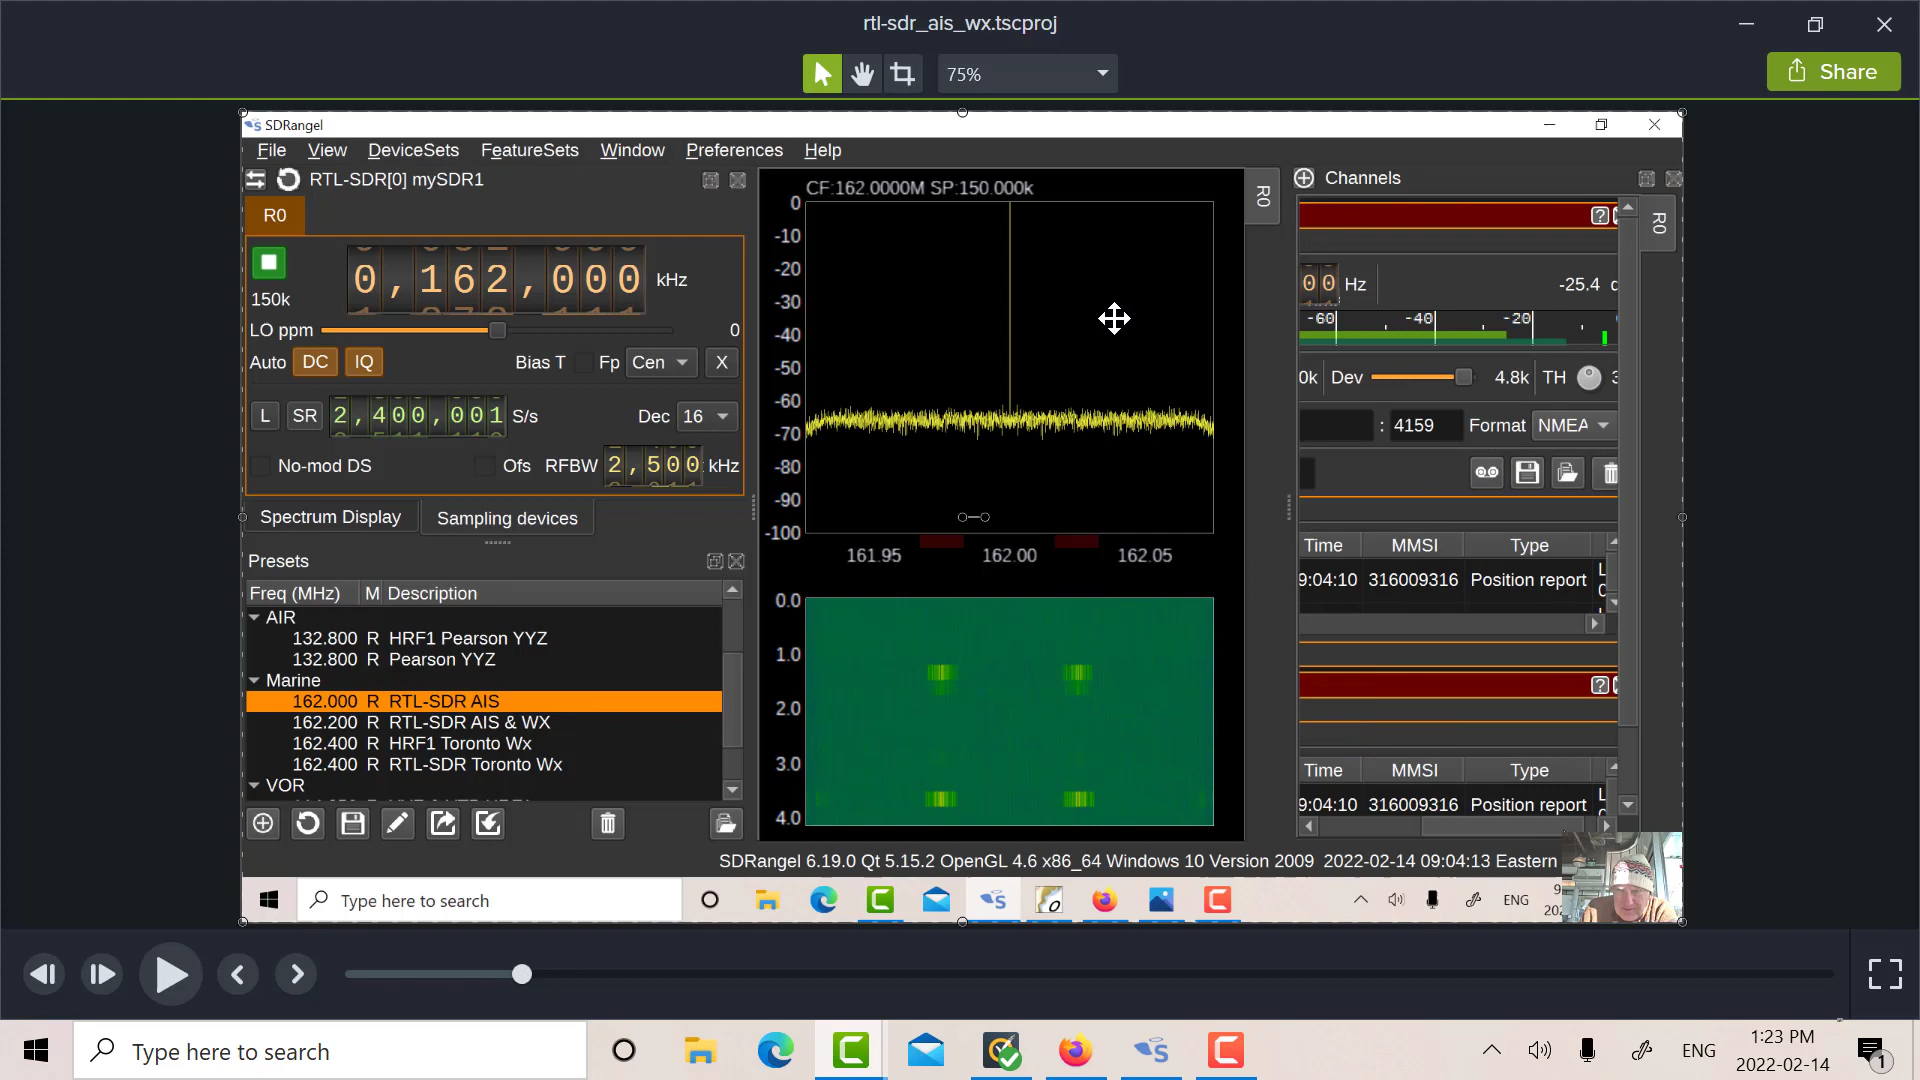 rtl-sdr_ais_wx.tscproj
75%
Share
SDRangel
File View DeviceSets FeatureSets Window Preferences Help
RTL-SDR[0] mySDR1
R0
0,162,000 kHz
150k
LO ppm 0
Auto DC IQ Bias T Fp Cen X
L SR 2,400,001 S/s Dec 16
No-mod DS Ofs RFBW 2,500 kHz
Spectrum Display Sampling devices
Presets
Freq (MHz) M Description
AIR
132.800 R HRF1 Pearson YYZ
132.800 R Pearson YYZ
Marine
162.000 R RTL-SDR AIS
162.200 R RTL-SDR AIS & WX
162.400 R HRF1 Toronto Wx
162.400 R RTL-SDR Toronto Wx
VOR
CF:162.0000M SP:150.000k
0
-10
-20
-30
-40
-50
-60
-70
-80
-90
-100
161.95 162.00 162.05
0.0
1.0
2.0
3.0
4.0
R0
Channels
R0
?
00 Hz -25.4 d
-60 -40 -20
0k Dev 4.8k TH 3
: 4159 Format NMEA
Time MMSI Type
9:04:10 316009316 Position report
?
Time MMSI Type
9:04:10 316009316 Position report
SDRangel 6.19.0 Qt 5.15.2 OpenGL 4.6 x86_64 Windows 10 Version 2009 2022-02-14 09:04:13 Eastern
Type here to search
ENG
Type here to search
ENG
1:23 PM
2022-02-14
1